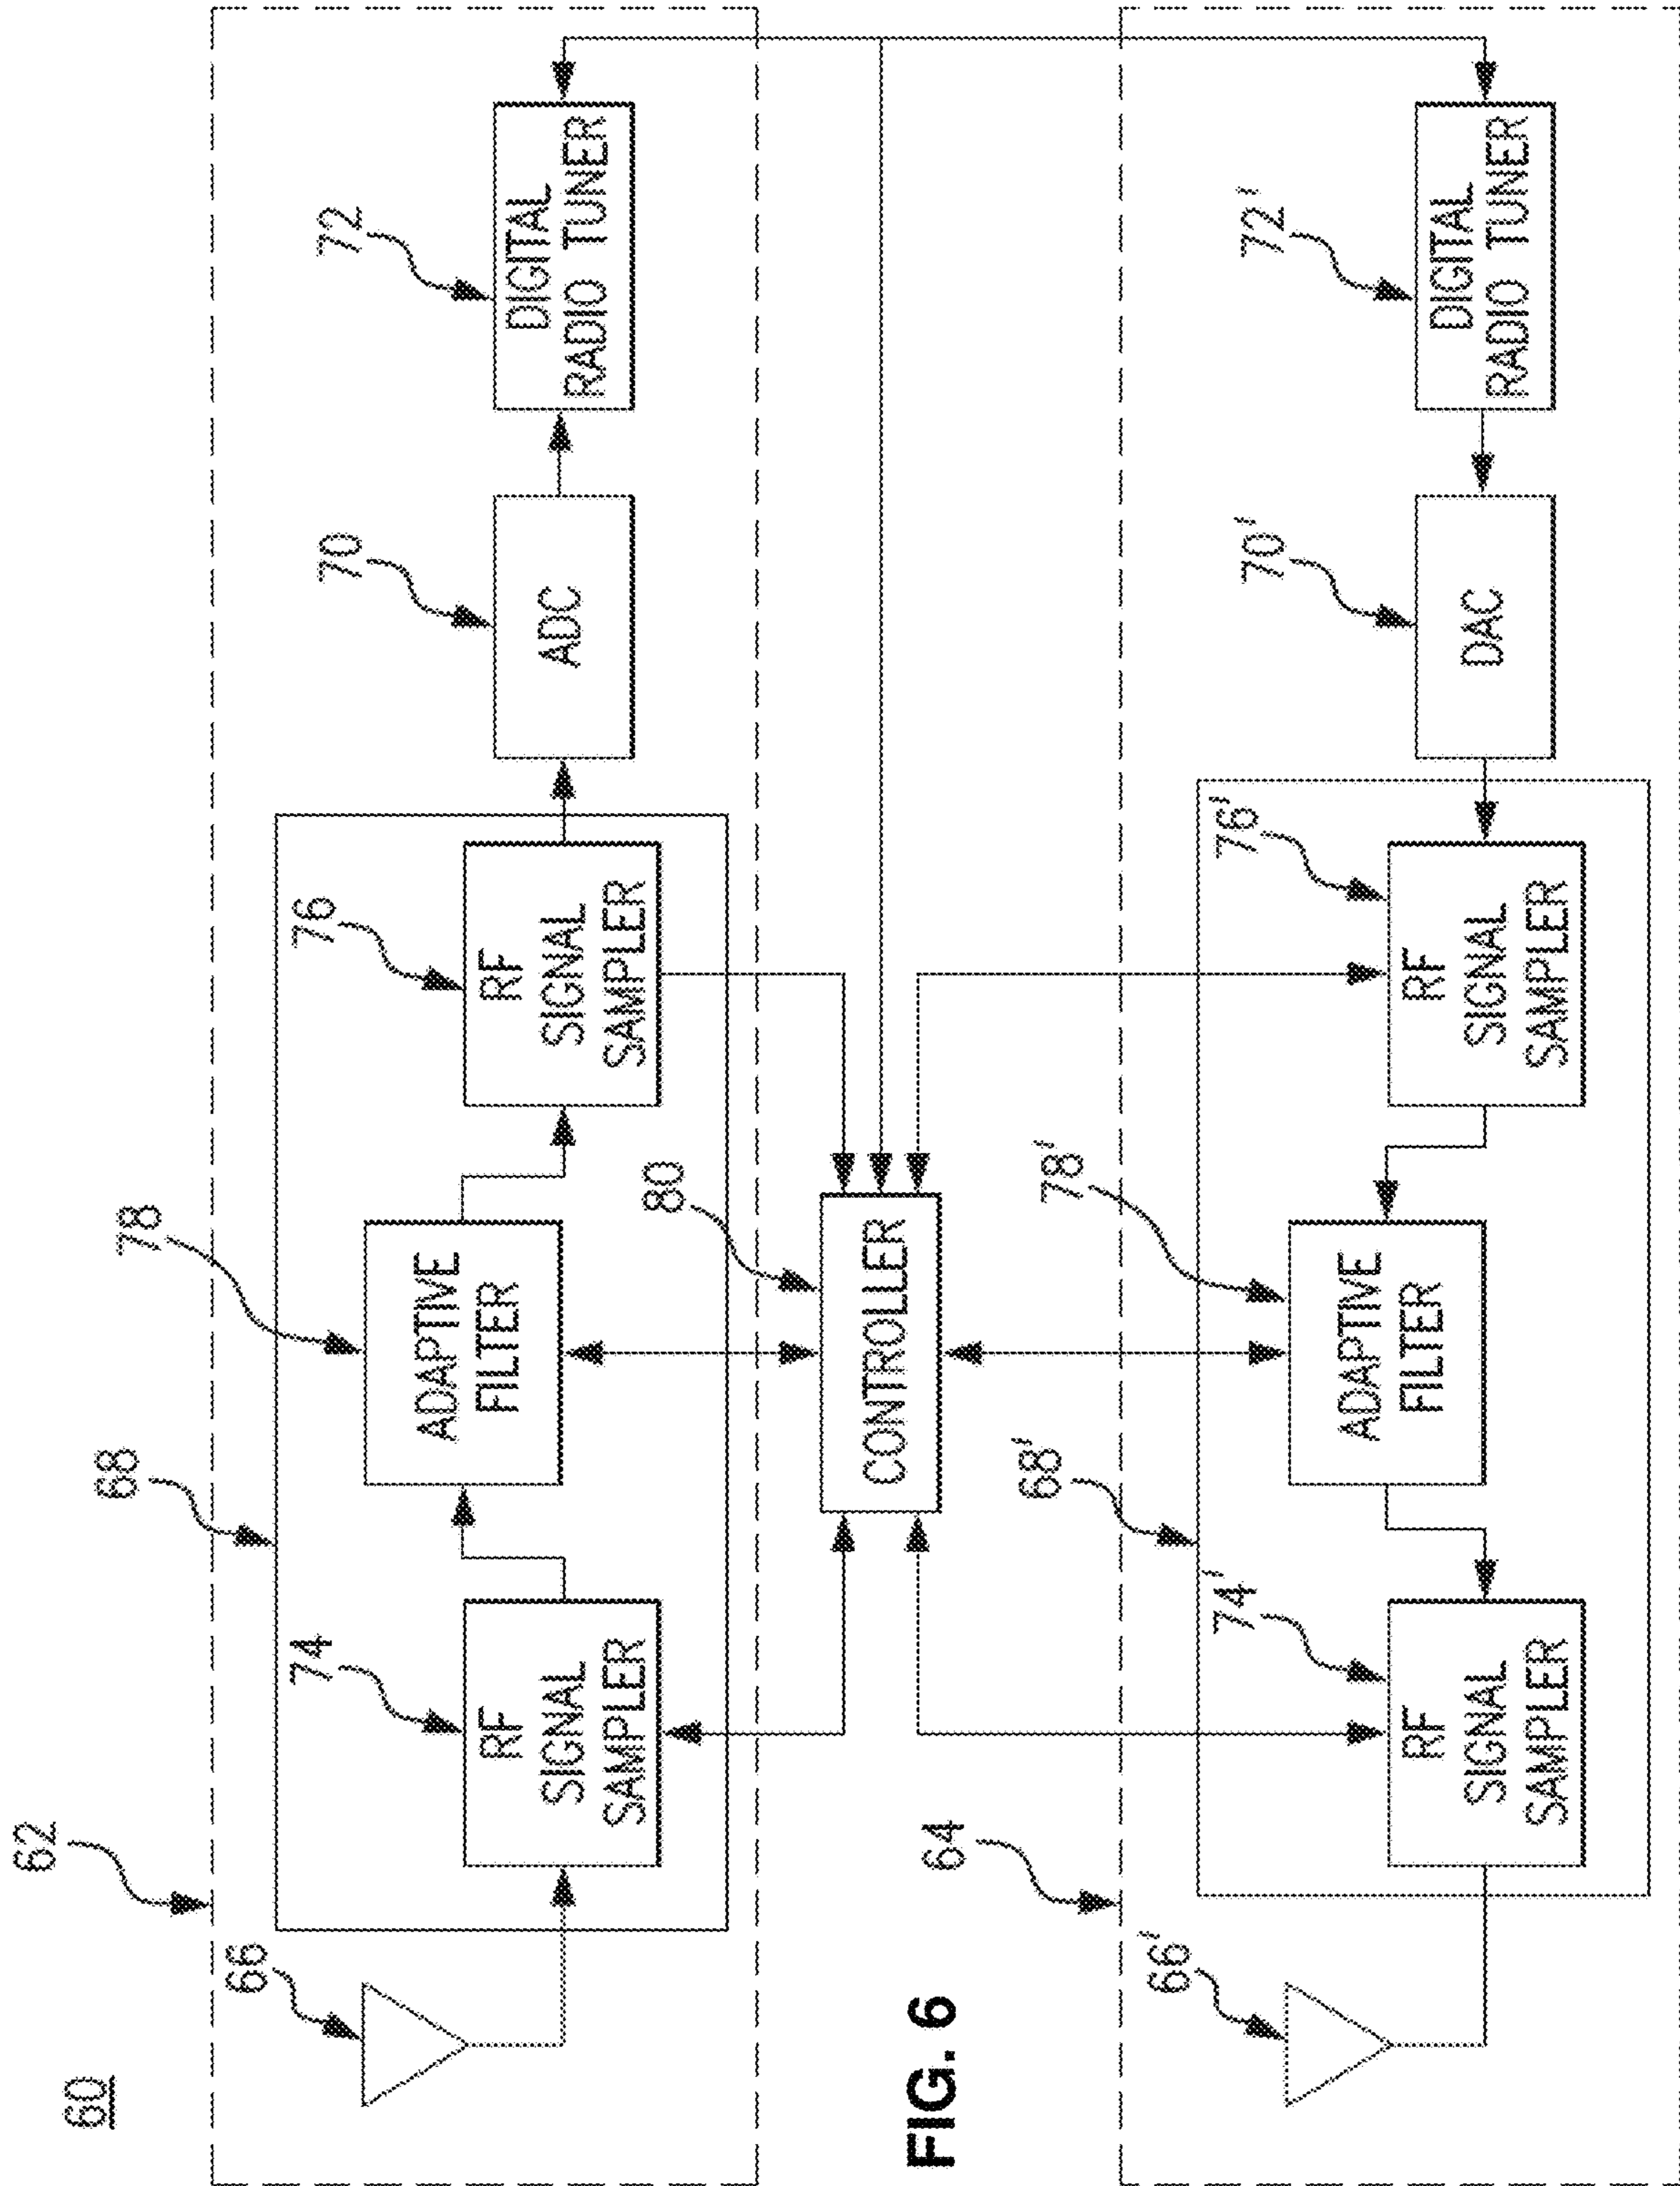 60
62
66
68
74
RF
SIGNAL
SAMPLER
78
ADAPTIVE
FILTER
76
RF
SIGNAL
SAMPLER
70
ADC
72
DIGITAL
RADIO TUNER
80
CONTROLLER
FIG. 6
64
66'
68'
74'
RF
SIGNAL
SAMPLER
78'
ADAPTIVE
FILTER
76'
RF
SIGNAL
SAMPLER
70'
DAC
72'
DIGITAL
RADIO TUNER